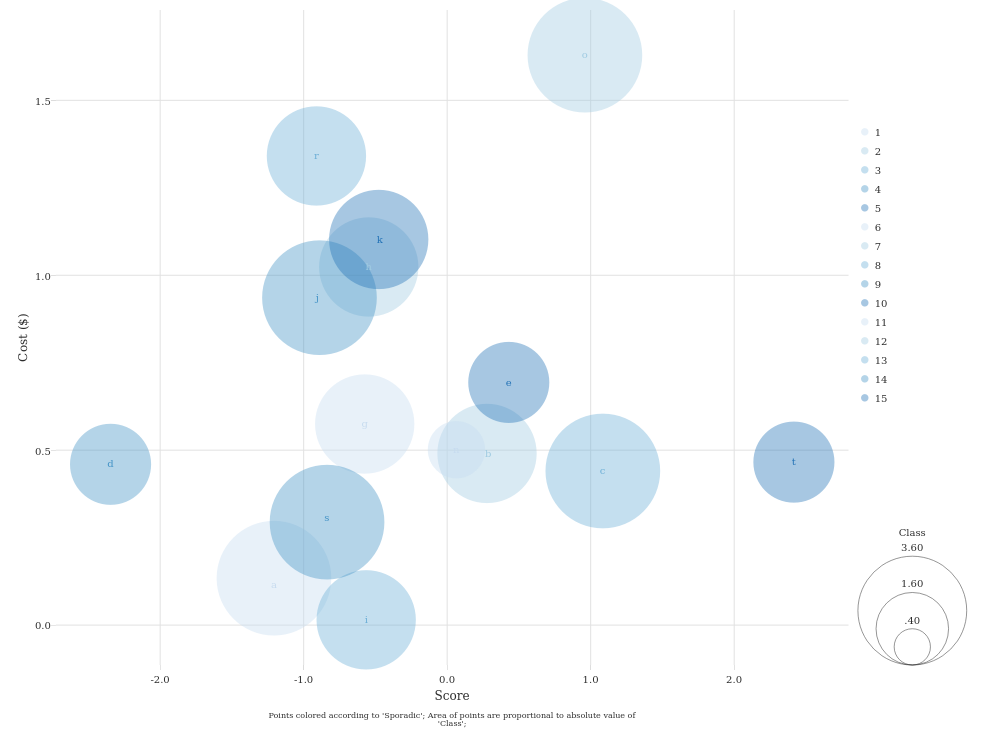 o
1.5
r
k
1.0
j
Cost ($)
e
g
b
0.5
d
c
t
s
a
i
0.0
-2.0
-1.0
0.0
1.0
2.0
Score
Points colored according to 'Sporadic'; Area of points are proportional to absolute value of
'Class';
1
2
3
4
5
6
7
8
9
10
11
12
13
14
15
Class
3.60
1.60
.40